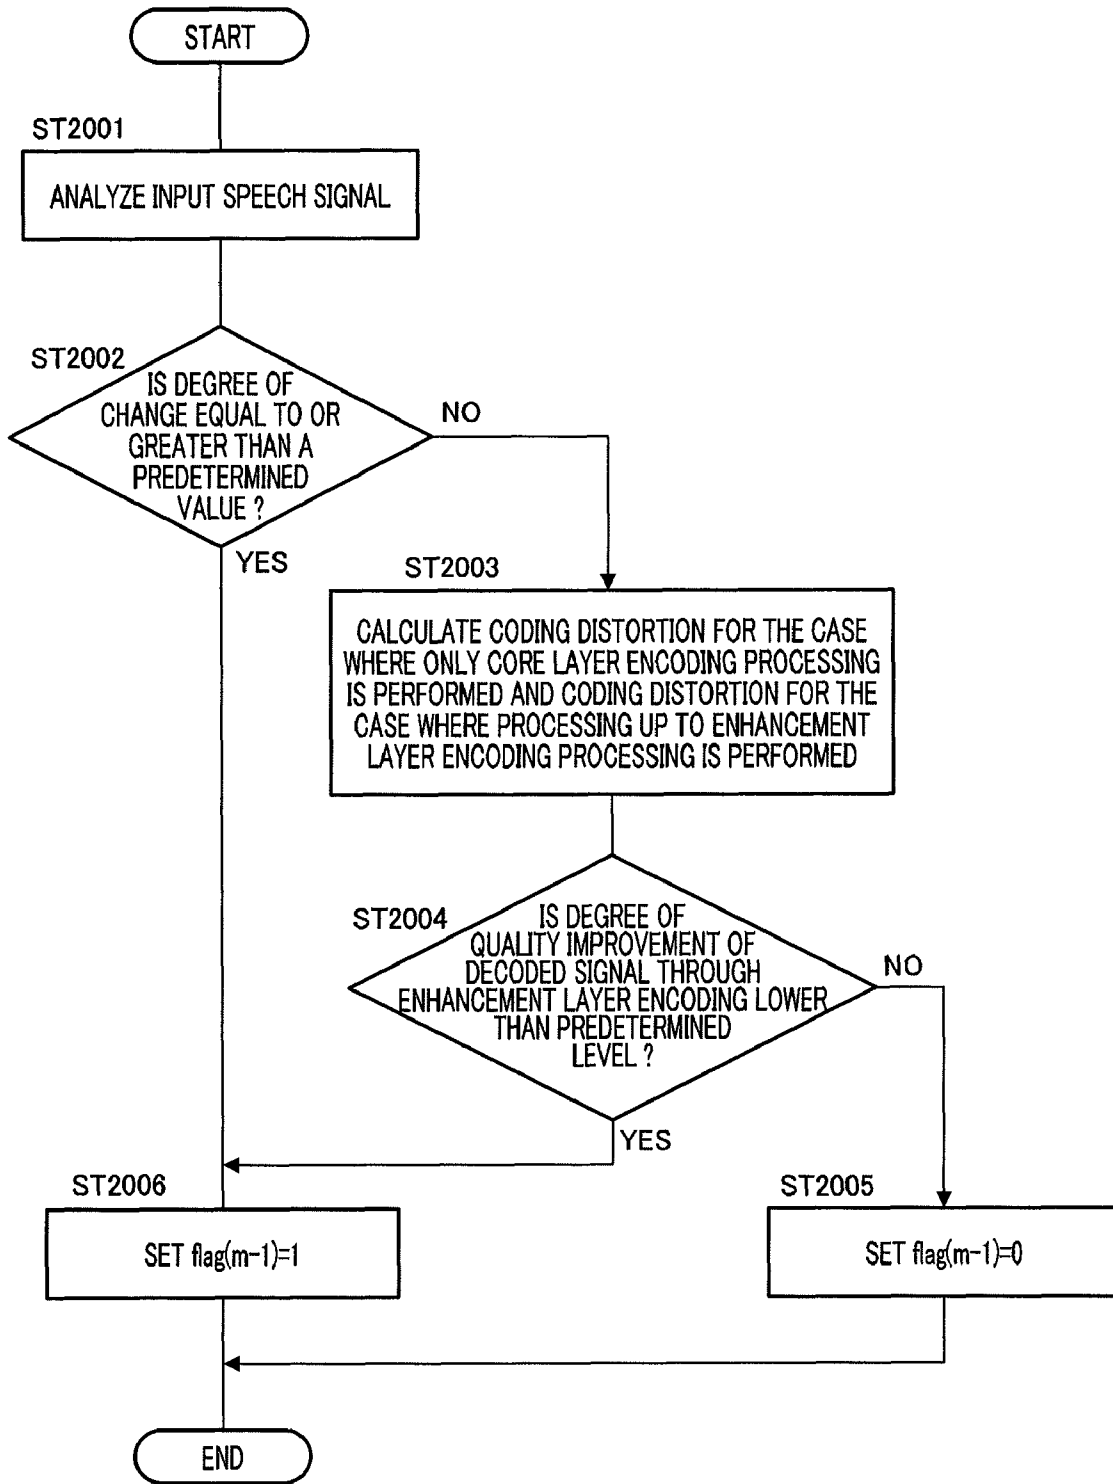 START
ST2001
ANALYZE INPUT SPEECH SIGNAL
ST2002
IS DEGREE OF
CHANGE EQUAL TO OR
GREATER THAN A
PREDETERMINED
VALUE ?
NO
YES
ST2003
CALCULATE CODING DISTORTION FOR THE CASE
WHERE ONLY CORE LAYER ENCODING PROCESSING
IS PERFORMED AND CODING DISTORTION FOR THE
CASE WHERE PROCESSING UP TO ENHANCEMENT
LAYER ENCODING PROCESSING IS PERFORMED
ST2004
IS DEGREE OF
QUALITY IMPROVEMENT OF
DECODED SIGNAL THROUGH
ENHANCEMENT LAYER ENCODING LOWER
THAN PREDETERMINED
LEVEL ?
NO
YES
ST2006
SET flag(m-1)=1
ST2005
SET flag(m-1)=0
END